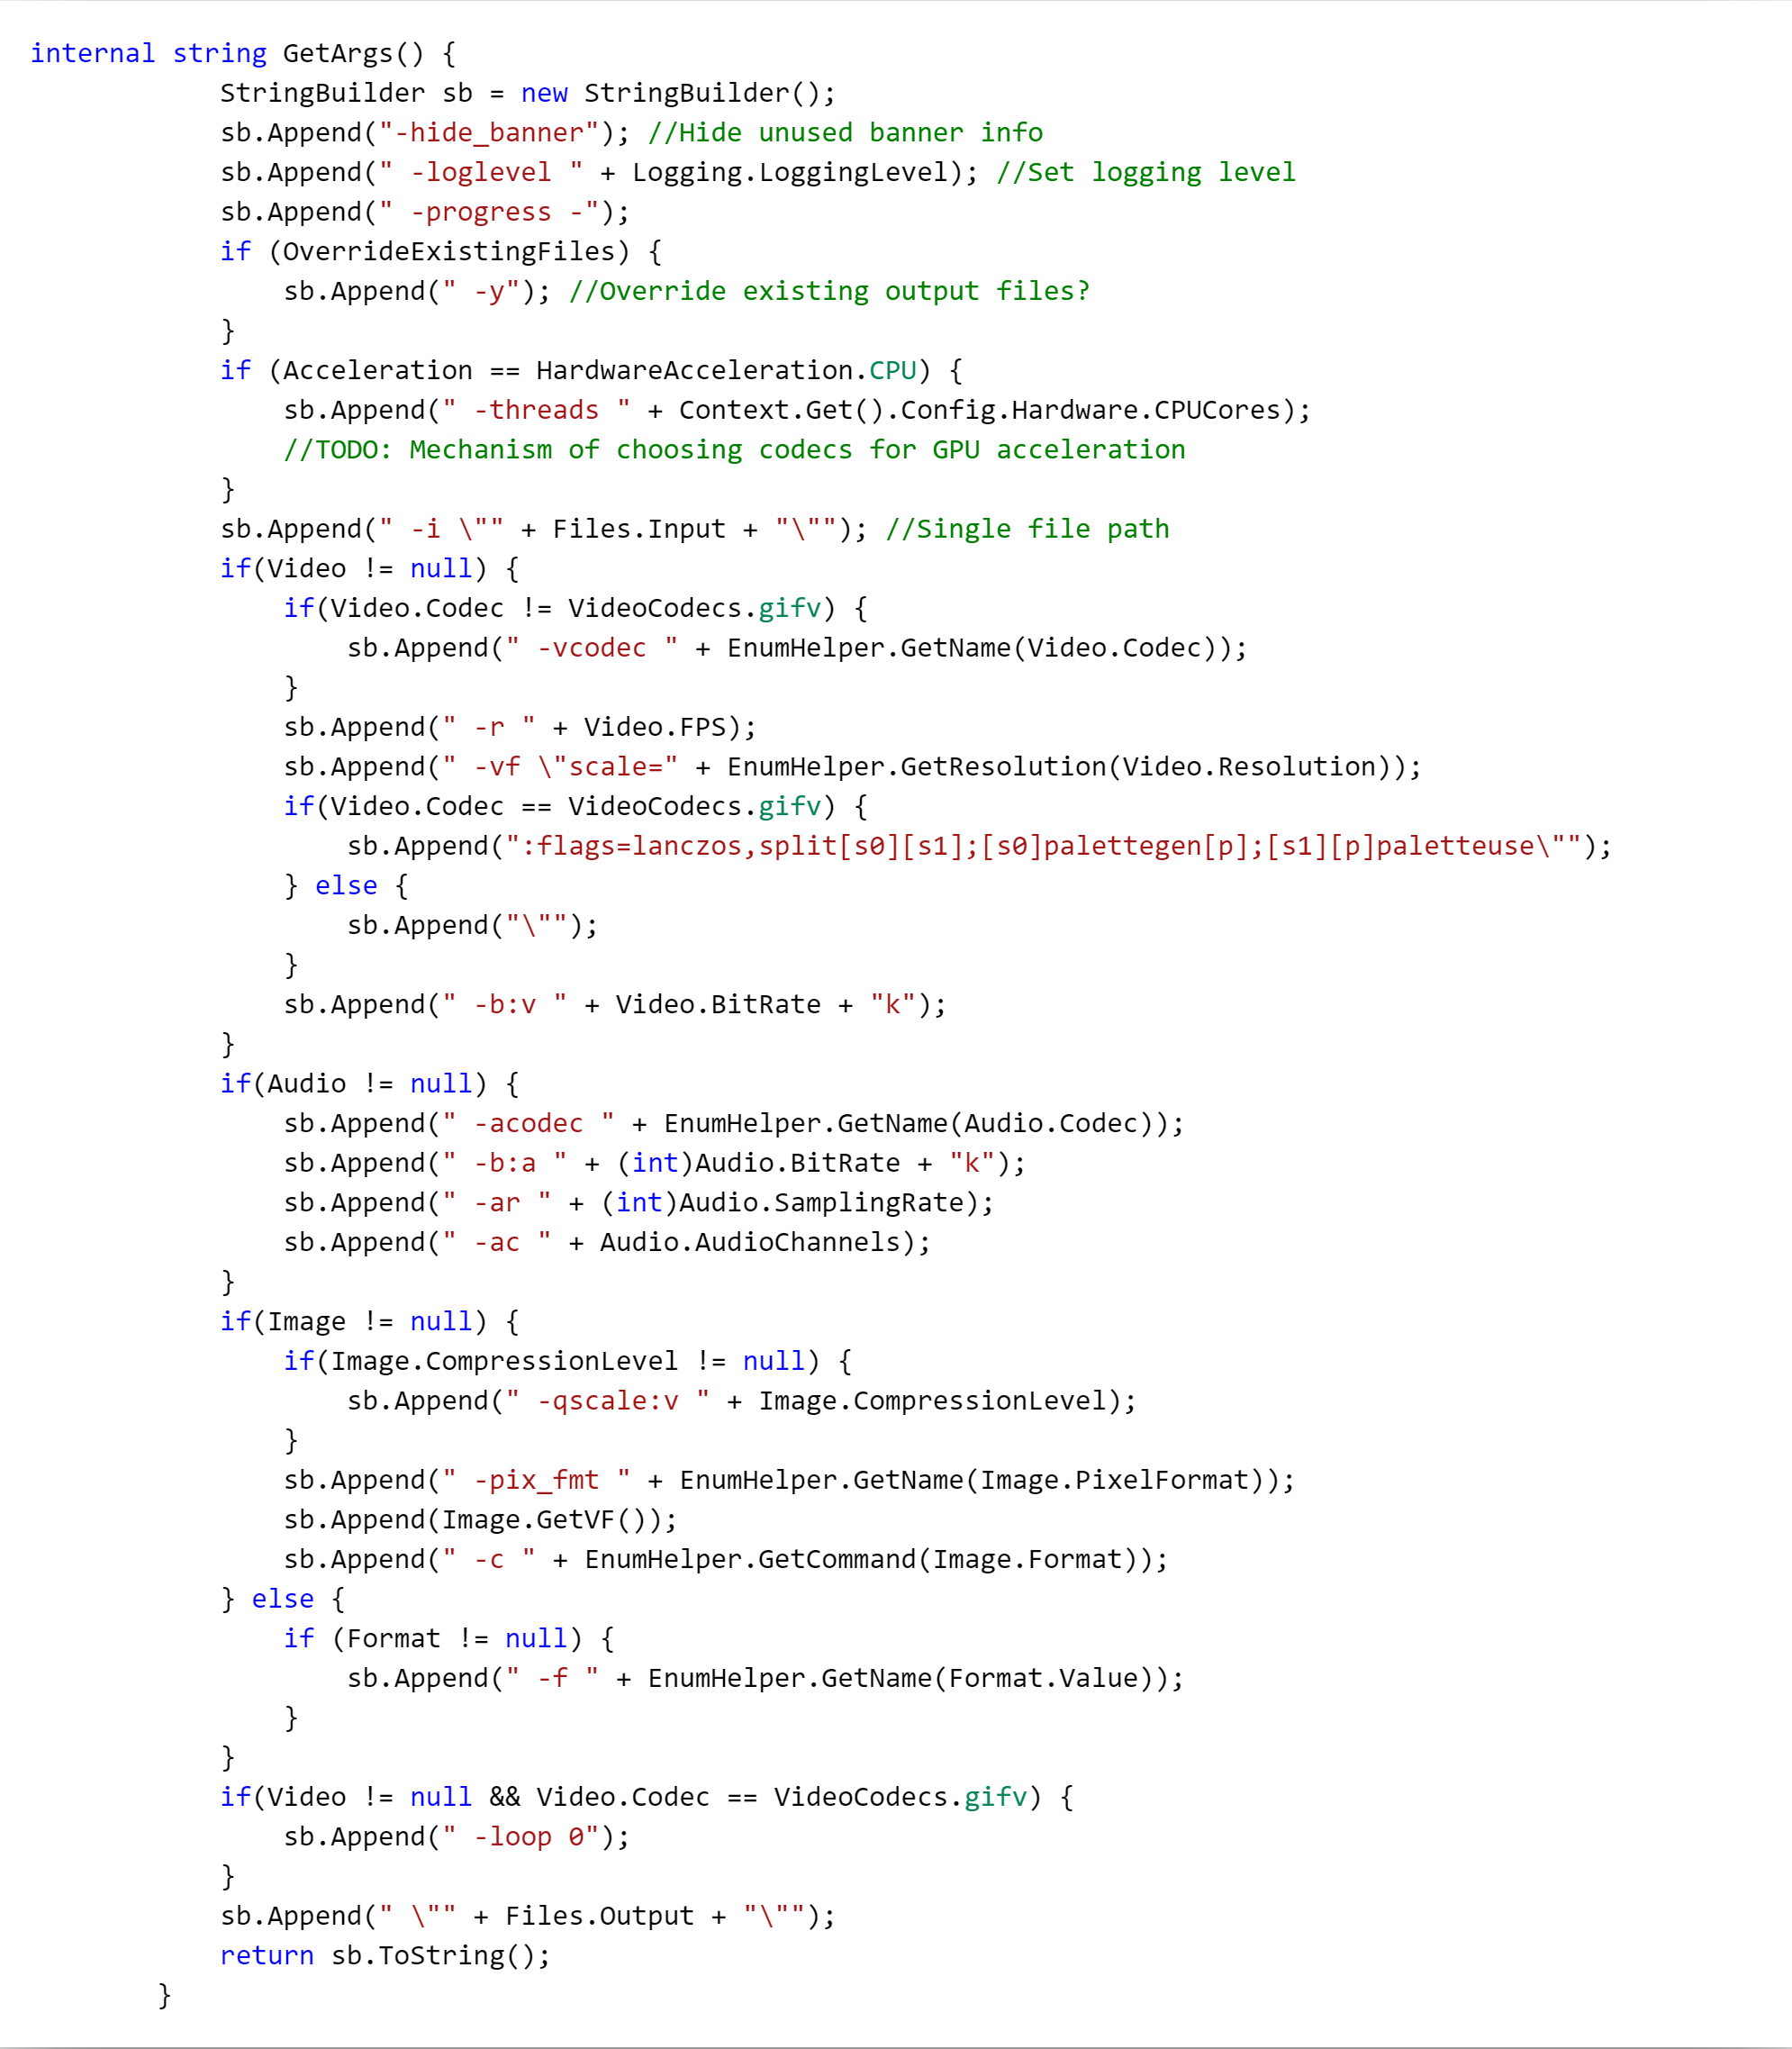 internal string GetArgs() {
            StringBuilder sb = new StringBuilder();
            sb.Append("-hide_banner"); //Hide unused banner info
            sb.Append(" -loglevel " + Logging.LoggingLevel); //Set logging level
            sb.Append(" -progress -");
            if (OverrideExistingFiles) {
                sb.Append(" -y"); //Override existing output files?
            }
            if (Acceleration == HardwareAcceleration.CPU) {
                sb.Append(" -threads " + Context.Get().Config.Hardware.CPUCores);
                //TODO: Mechanism of choosing codecs for GPU acceleration
            }
            sb.Append(" -i \"" + Files.Input + "\""); //Single file path
            if(Video != null) {
                if(Video.Codec != VideoCodecs.gifv) {
                    sb.Append(" -vcodec " + EnumHelper.GetName(Video.Codec));
                }
                sb.Append(" -r " + Video.FPS);
                sb.Append(" -vf \"scale=" + EnumHelper.GetResolution(Video.Resolution));
                if(Video.Codec == VideoCodecs.gifv) {
                    sb.Append(":flags=lanczos,split[s0][s1];[s0]palettegen[p];[s1][p]paletteuse\"");
                } else {
                    sb.Append("\"");
                }
                sb.Append(" -b:v " + Video.BitRate + "k");
            }
            if(Audio != null) {
                sb.Append(" -acodec " + EnumHelper.GetName(Audio.Codec));
                sb.Append(" -b:a " + (int)Audio.BitRate + "k");
                sb.Append(" -ar " + (int)Audio.SamplingRate);
                sb.Append(" -ac " + Audio.AudioChannels);
            }
            if(Image != null) {
                if(Image.CompressionLevel != null) {
                    sb.Append(" -qscale:v " + Image.CompressionLevel);
                }
                sb.Append(" -pix_fmt " + EnumHelper.GetName(Image.PixelFormat));
                sb.Append(Image.GetVF());
                sb.Append(" -c " + EnumHelper.GetCommand(Image.Format));
            } else {
                if (Format != null) {
                    sb.Append(" -f " + EnumHelper.GetName(Format.Value));
                }
            }
            if(Video != null && Video.Codec == VideoCodecs.gifv) {
                sb.Append(" -loop 0");
            }
            sb.Append(" \"" + Files.Output + "\"");
            return sb.ToString();
        }